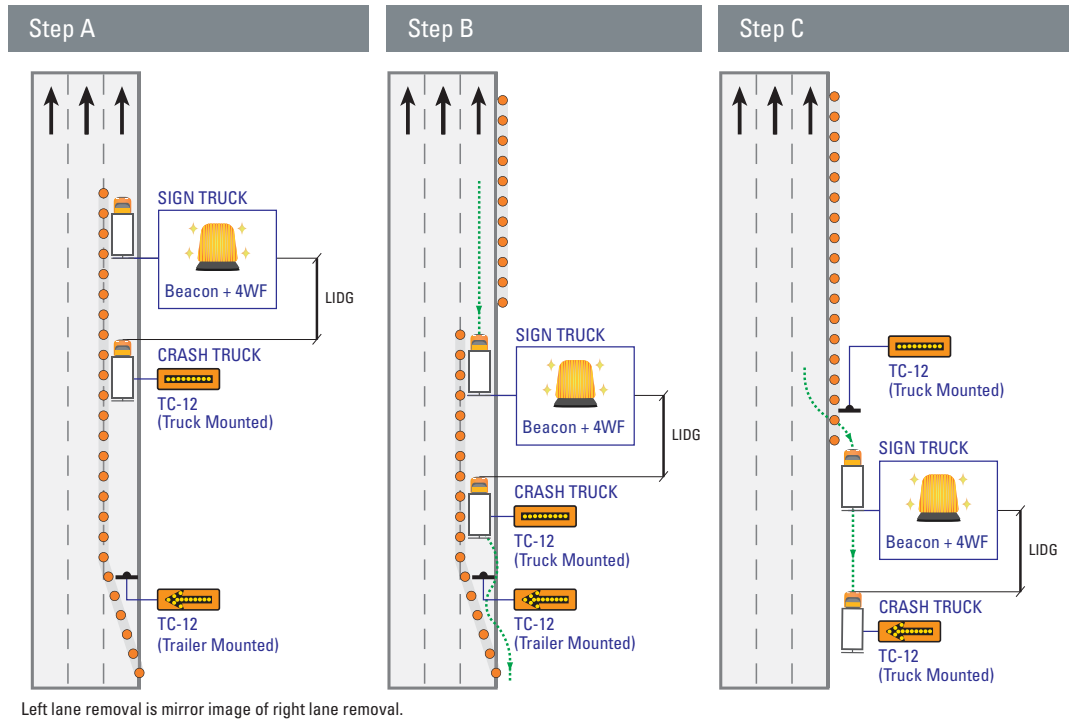 Step A
SIGN TRUCK
Beacon + 4WF
LIDG
CRASH TRUCK
TC-12
(Truck Mounted)
TC-12
(Trailer Mounted)
Step B
SIGN TRUCK
Beacon + 4WF
LIDG
CRASH TRUCK
TC-12
(Truck Mounted)
TC-12
(Trailer Mounted)
Step C
TC-12
(Truck Mounted)
SIGN TRUCK
Beacon + 4WF
LIDG
CRASH TRUCK
TC-12
(Truck Mounted)
Left lane removal is mirror image of right lane removal.